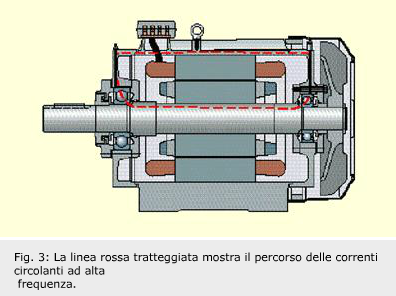 Fig. 3: La linea rossa tratteggiata mostra il percorso delle correnti
circolanti ad alta
frequenza.